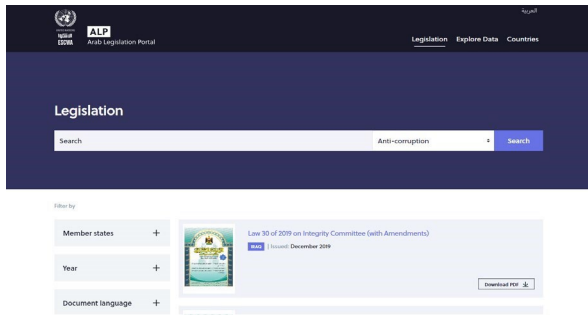 العربية
ESCWA
ALP
Arab Legislation Portal
Legislation Explore Data Countries
Legislation
Search Anti-corruption Search
Filter by
Member states +
Law 30 of 2019 on Integrity Committee (with Amendments)
IRAQ | Issued: December 2019
Year +
Download PDF
Document language +